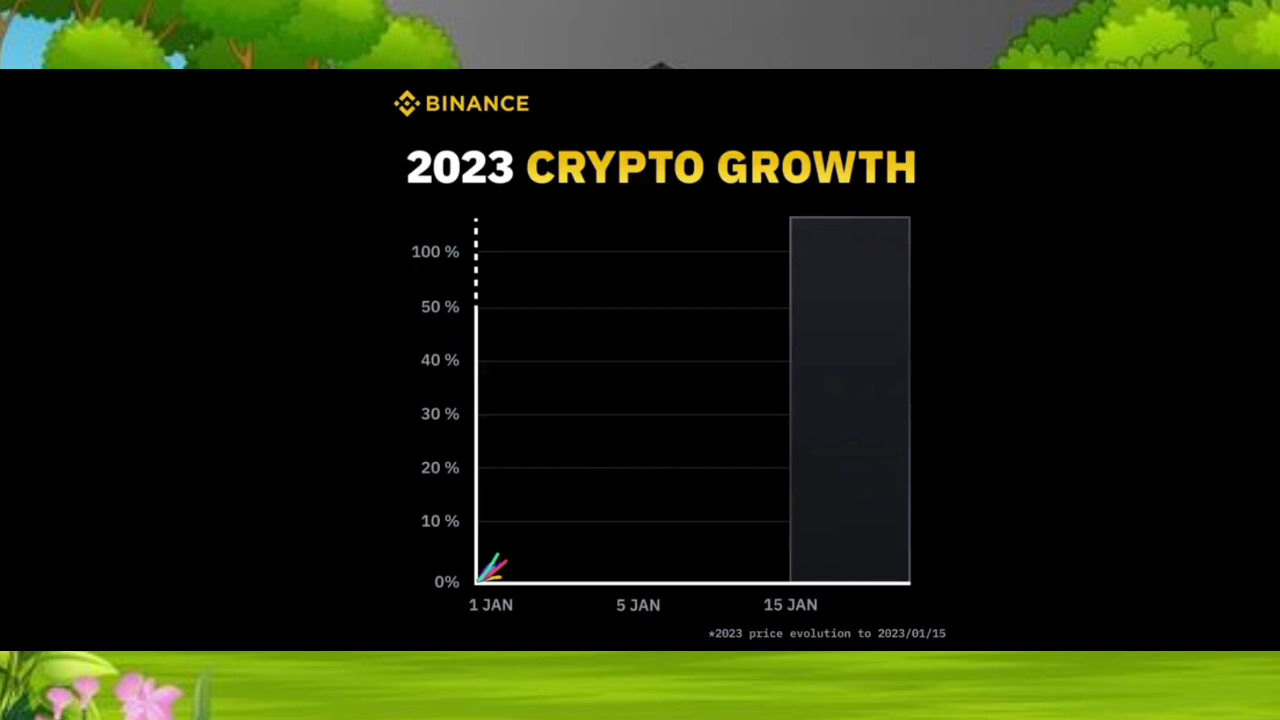 BINANCE
2023 CRYPTO GROWTH
100 %
50 %
40 %
30 %
20 %
10 %
0%
1 JAN 5 JAN 15 JAN
*2023 price evolution to 2023/01/15